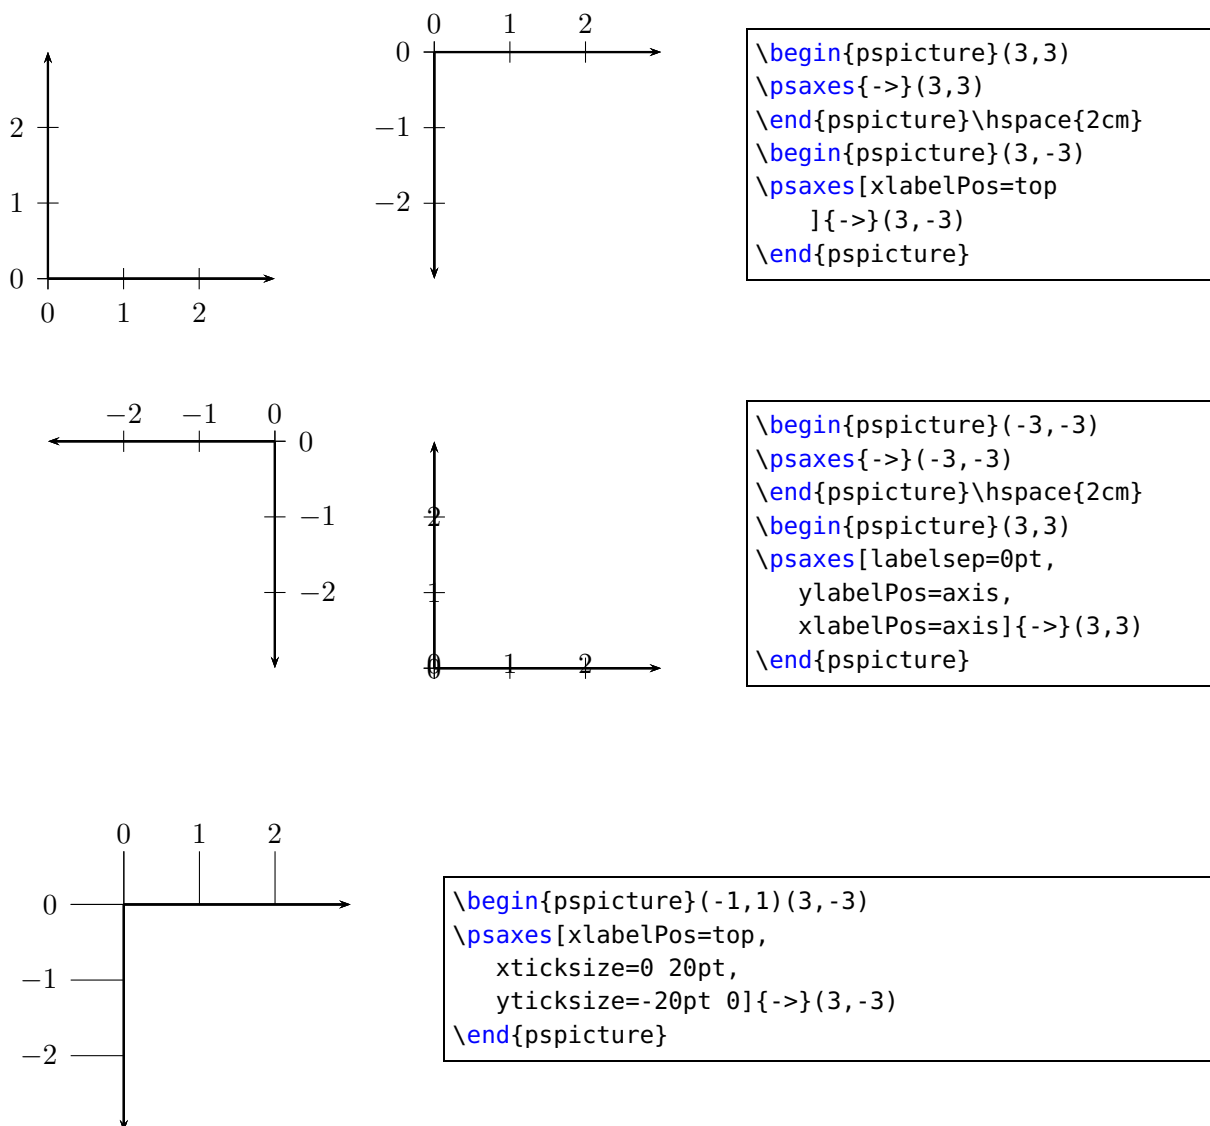 2
1
0
0 1 2
0 1 2
0
−1
−2
\begin{pspicture}(3,3)
\psaxes{->}(3,3)
\end{pspicture}\hspace{2cm}
\begin{pspicture}(3,-3)
\psaxes[xlabelPos=top
]{->}(3,-3)
\end{pspicture}
−2 −1 0
0
−1
−2
2
1
0 1 2
0
\begin{pspicture}(-3,-3)
\psaxes{->}(-3,-3)
\end{pspicture}\hspace{2cm}
\begin{pspicture}(3,3)
\psaxes[labelsep=0pt,
ylabelPos=axis,
xlabelPos=axis]{->}(3,3)
\end{pspicture}
0 1 2
0
−1
−2
\begin{pspicture}(-1,1)(3,-3)
\psaxes[xlabelPos=top,
xticksize=0 20pt,
yticksize=-20pt 0]{->}(3,-3)
\end{pspicture}